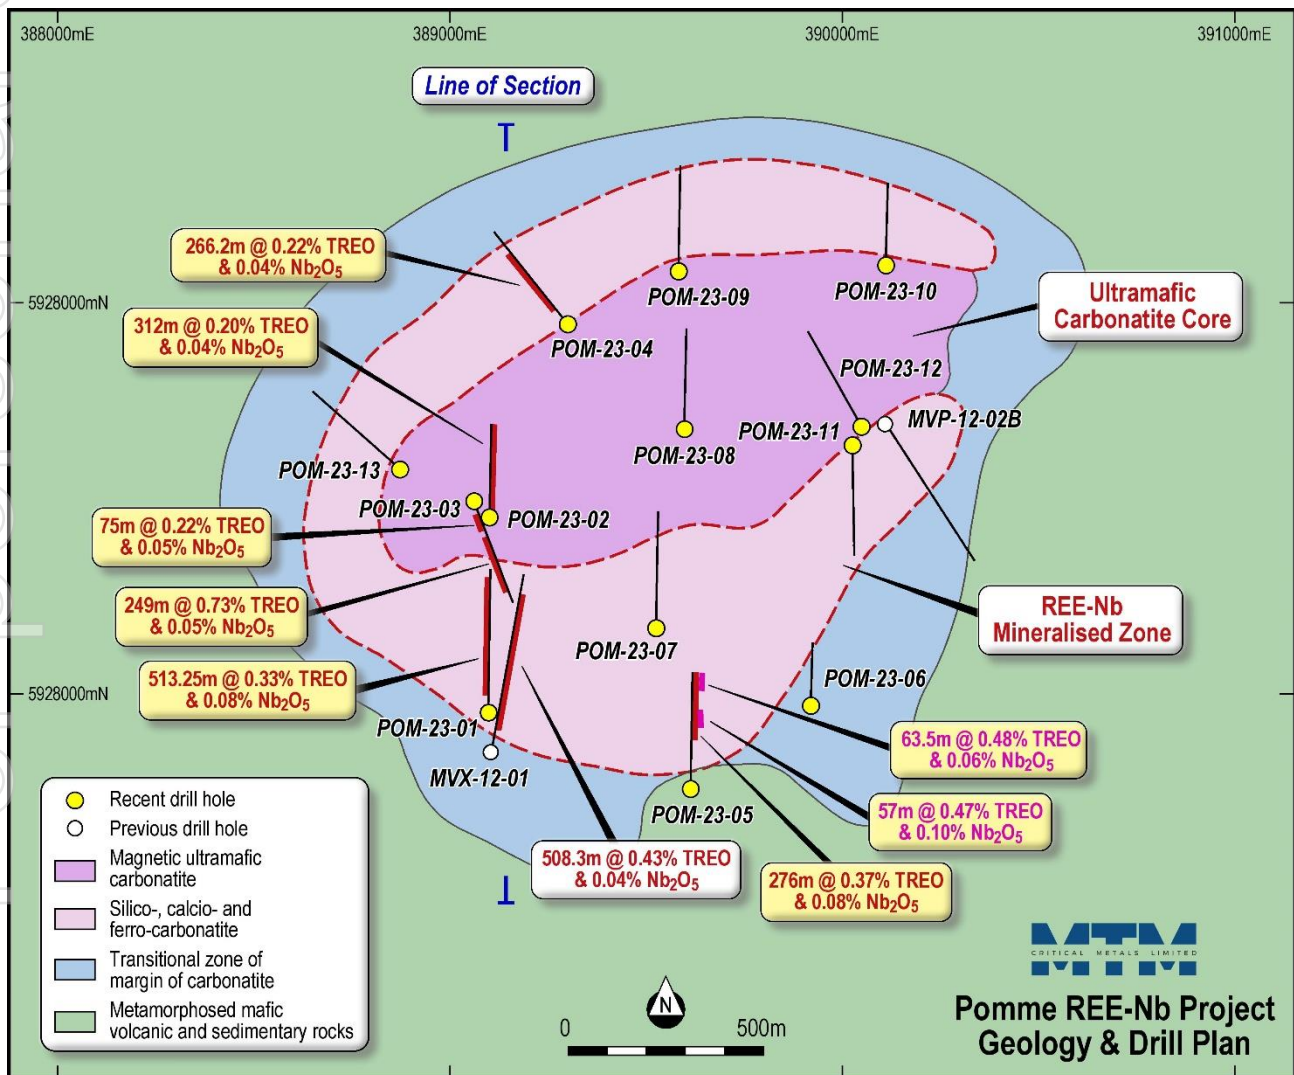 388000mE
389000mE
390000mE
391000mE
Line of Section
266.2m @ 0.22% TREO
& 0.04% Nb₂O₅
5928000mN
POM-23-09
POM-23-10
Ultramafic
Carbonatite Core
312m @ 0.20% TREO
& 0.04% Nb₂O₅
POM-23-04
POM-23-12
MVP-12-02B
POM-23-11
POM-23-08
POM-23-13
POM-23-03
POM-23-02
75m @ 0.22% TREO
& 0.05% Nb₂O₅
249m @ 0.73% TREO
& 0.05% Nb₂O₅
REE-Nb
Mineralised Zone
POM-23-07
513.25m @ 0.33% TREO
& 0.08% Nb₂O₅
5928000mN
POM-23-06
POM-23-01
MVX-12-01
63.5m @ 0.48% TREO
& 0.06% Nb₂O₅
POM-23-05
57m @ 0.47% TREO
& 0.10% Nb₂O₅
508.3m @ 0.43% TREO
& 0.04% Nb₂O₅
276m @ 0.37% TREO
& 0.08% Nb₂O₅
Recent drill hole
Previous drill hole
Magnetic ultramafic
carbonatite
Silico-, calcio- and
ferro-carbonatite
Transitional zone of
margin of carbonatite
Metamorphosed mafic
volcanic and sedimentary rocks
N
0 500m
MTM
CRITICAL METALS LIMITED
Pomme REE-Nb Project
Geology & Drill Plan